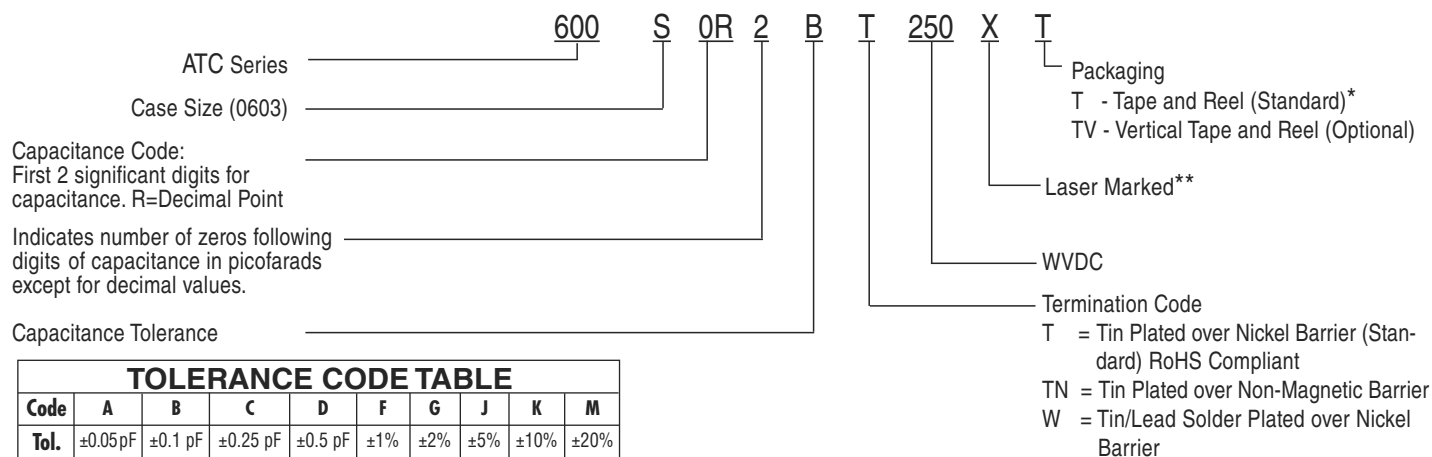 600 S 0R 2 B T 250 X T
ATC Series
Case Size (0603)
Capacitance Code:
First 2 significant digits for
capacitance. R=Decimal Point
Indicates number of zeros following
digits of capacitance in picofarads
except for decimal values.
Capacitance Tolerance
TOLERANCE CODE TABLE
Code A B C D F G J K M
Tol. ±0.05 pF ±0.1 pF ±0.25 pF ±0.5 pF ±1% ±2% ±5% ±10% ±20%
Packaging
T - Tape and Reel (Standard)*
TV - Vertical Tape and Reel (Optional)
Laser Marked**
WVDC
Termination Code
T = Tin Plated over Nickel Barrier (Stan-
dard) RoHS Compliant
TN = Tin Plated over Non-Magnetic Barrier
W = Tin/Lead Solder Plated over Nickel
Barrier